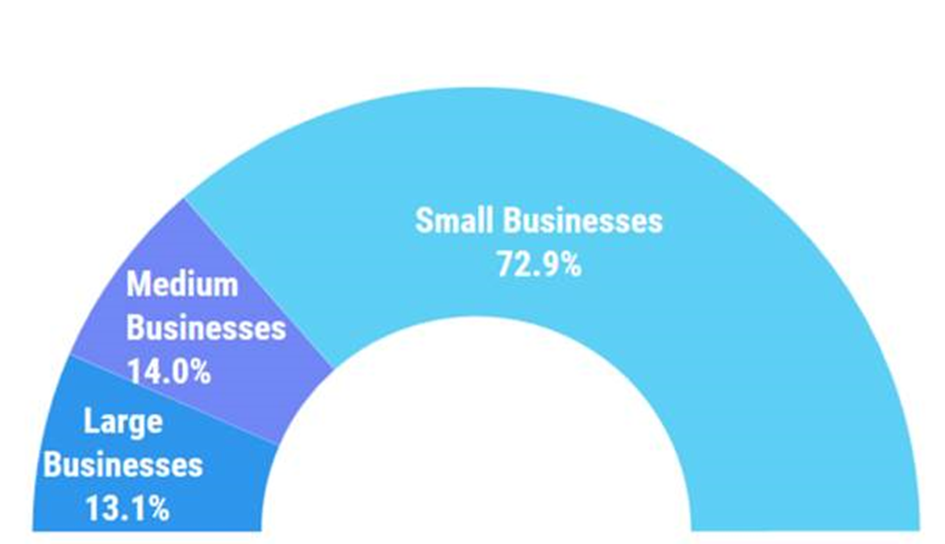 Small Businesses
72.9%
Medium
Businesses
14.0%
Large
Businesses
13.1%